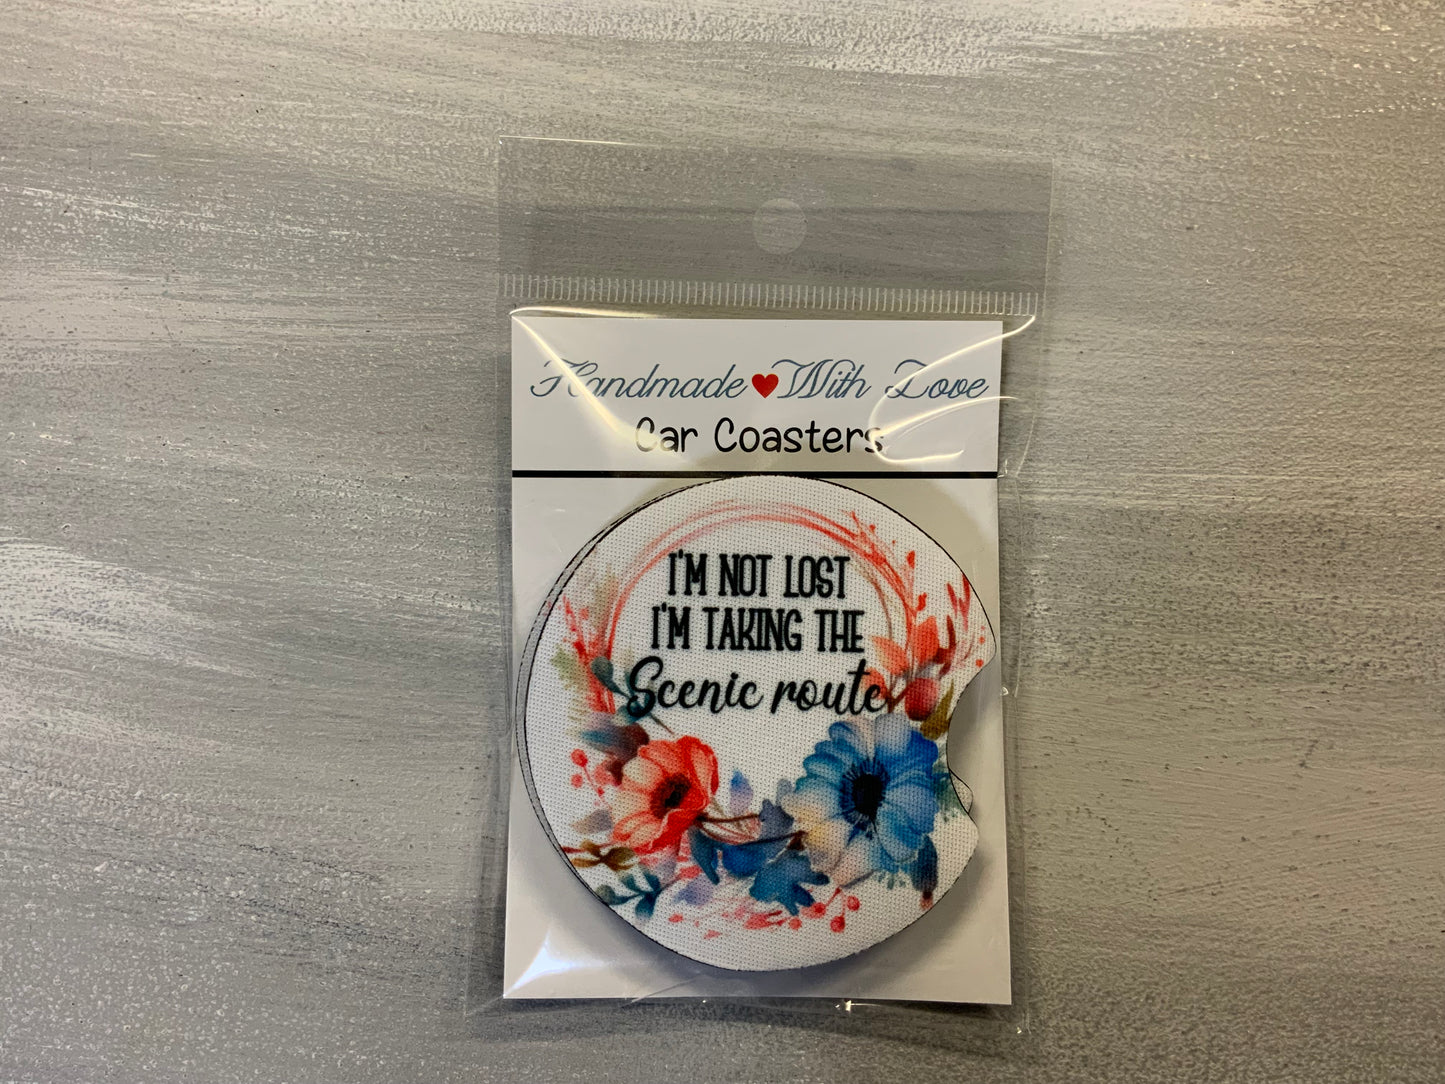 Handmade With Love
Car Coasters
I'M NOT LOST
I'M TAKING THE
Scenic route